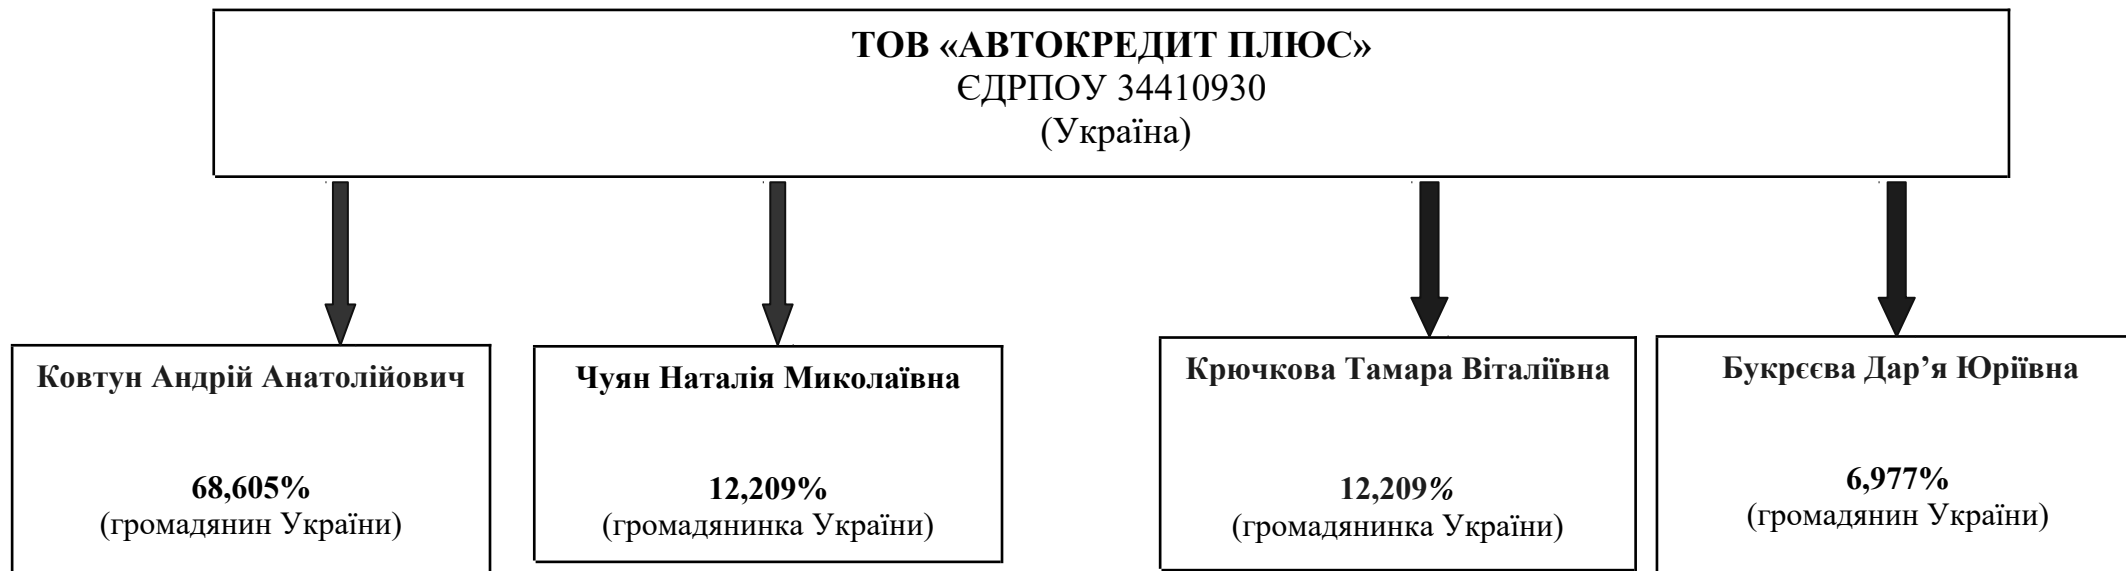 ТОВ «АВТОКРЕДИТ ПЛЮС»
ЄДРПОУ 34410930
(Україна)
Ковтун Андрій Анатолійович
68,605%
(громадянин України)
Чуян Наталія Миколаївна
12,209%
(громадянинка України)
Крючкова Тамара Віталіївна
12,209%
(громадянинка України)
Букрєєва Дар’я Юріївна
6,977%
(громадянин України)